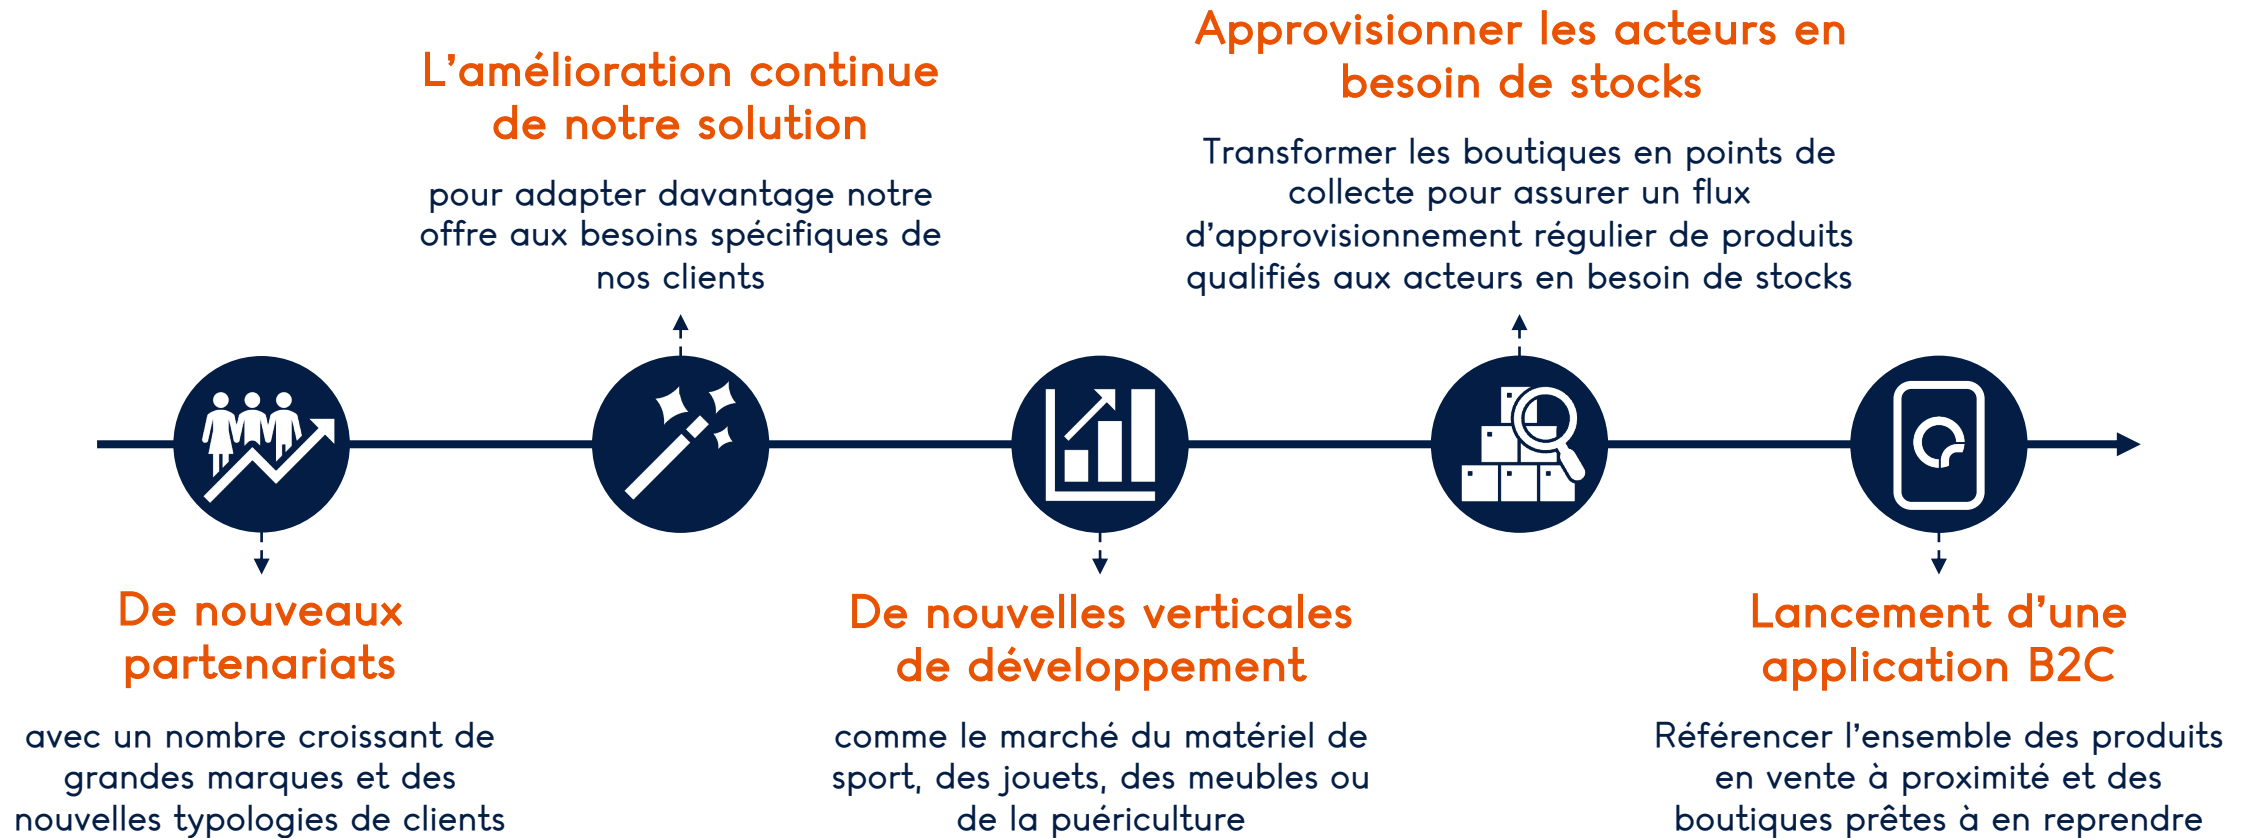 De nouveaux
partenariats
avec un nombre croissant de
grandes marques et des
nouvelles typologies de clients
L'amélioration continue
de notre solution
pour adapter davantage notre
offre aux besoins spécifiques de
nos clients
De nouvelles verticales
de développement
comme le marché du matériel de
sport, des jouets, des meubles ou
de la puériculture
Approvisionner les acteurs en
besoin de stocks
Transformer les boutiques en points de
collecte pour assurer un flux
d'approvisionnement régulier de produits
qualifiés aux acteurs en besoin de stocks
Lancement d'une
application B2C
Référencer l'ensemble des produits
en vente à proximité et des
boutiques prêtes à en reprendre